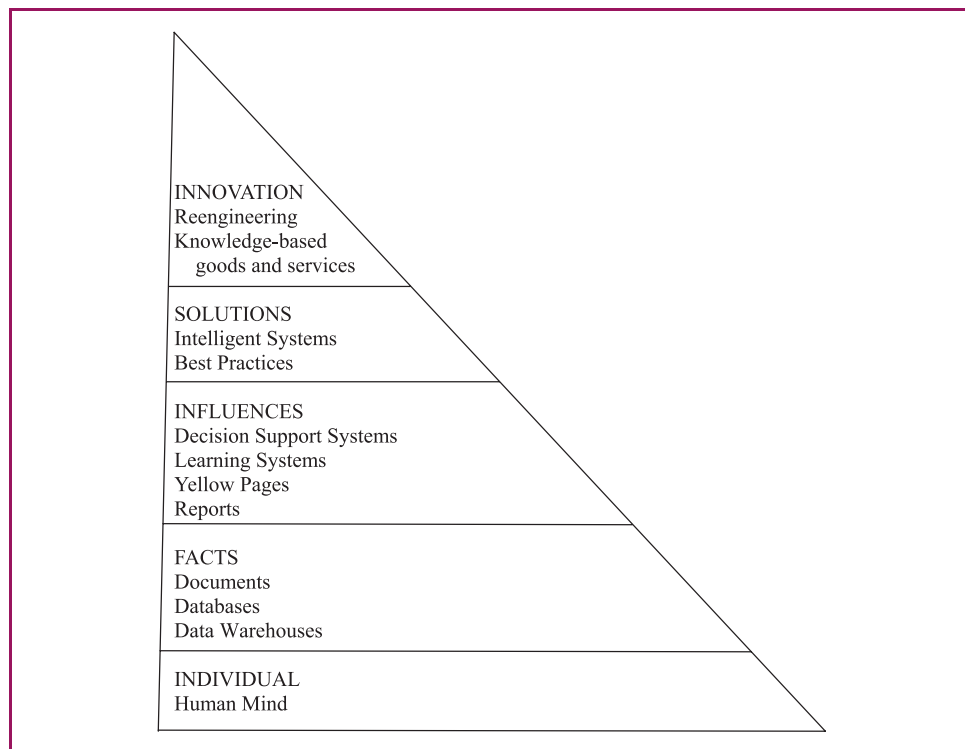 INNOVATION
Reengineering
Knowledge-based
goods and services
SOLUTIONS
Intelligent Systems
Best Practices
INFLUENCES
Decision Support Systems
Learning Systems
Yellow Pages
Reports
FACTS
Documents
Databases
Data Warehouses
INDIVIDUAL
Human Mind